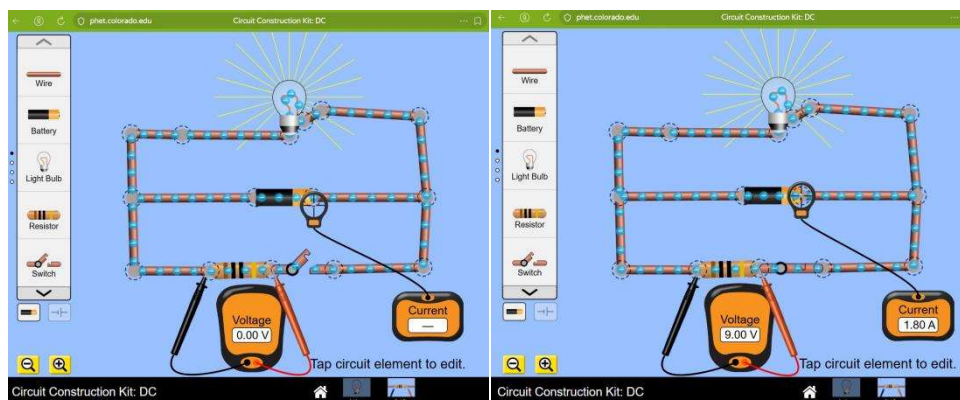 phet.colorado.edu
Circuit Construction Kit: DC
Wire
Battery
Light Bulb
Resistor
Switch
Voltage
0.00 V
Current
—
Tap circuit element to edit.
Circuit Construction Kit: DC
phet.colorado.edu
Circuit Construction Kit: DC
Wire
Battery
Light Bulb
Resistor
Switch
Voltage
9.00 V
Current
1.80 A
Tap circuit element to edit.
Circuit Construction Kit: DC